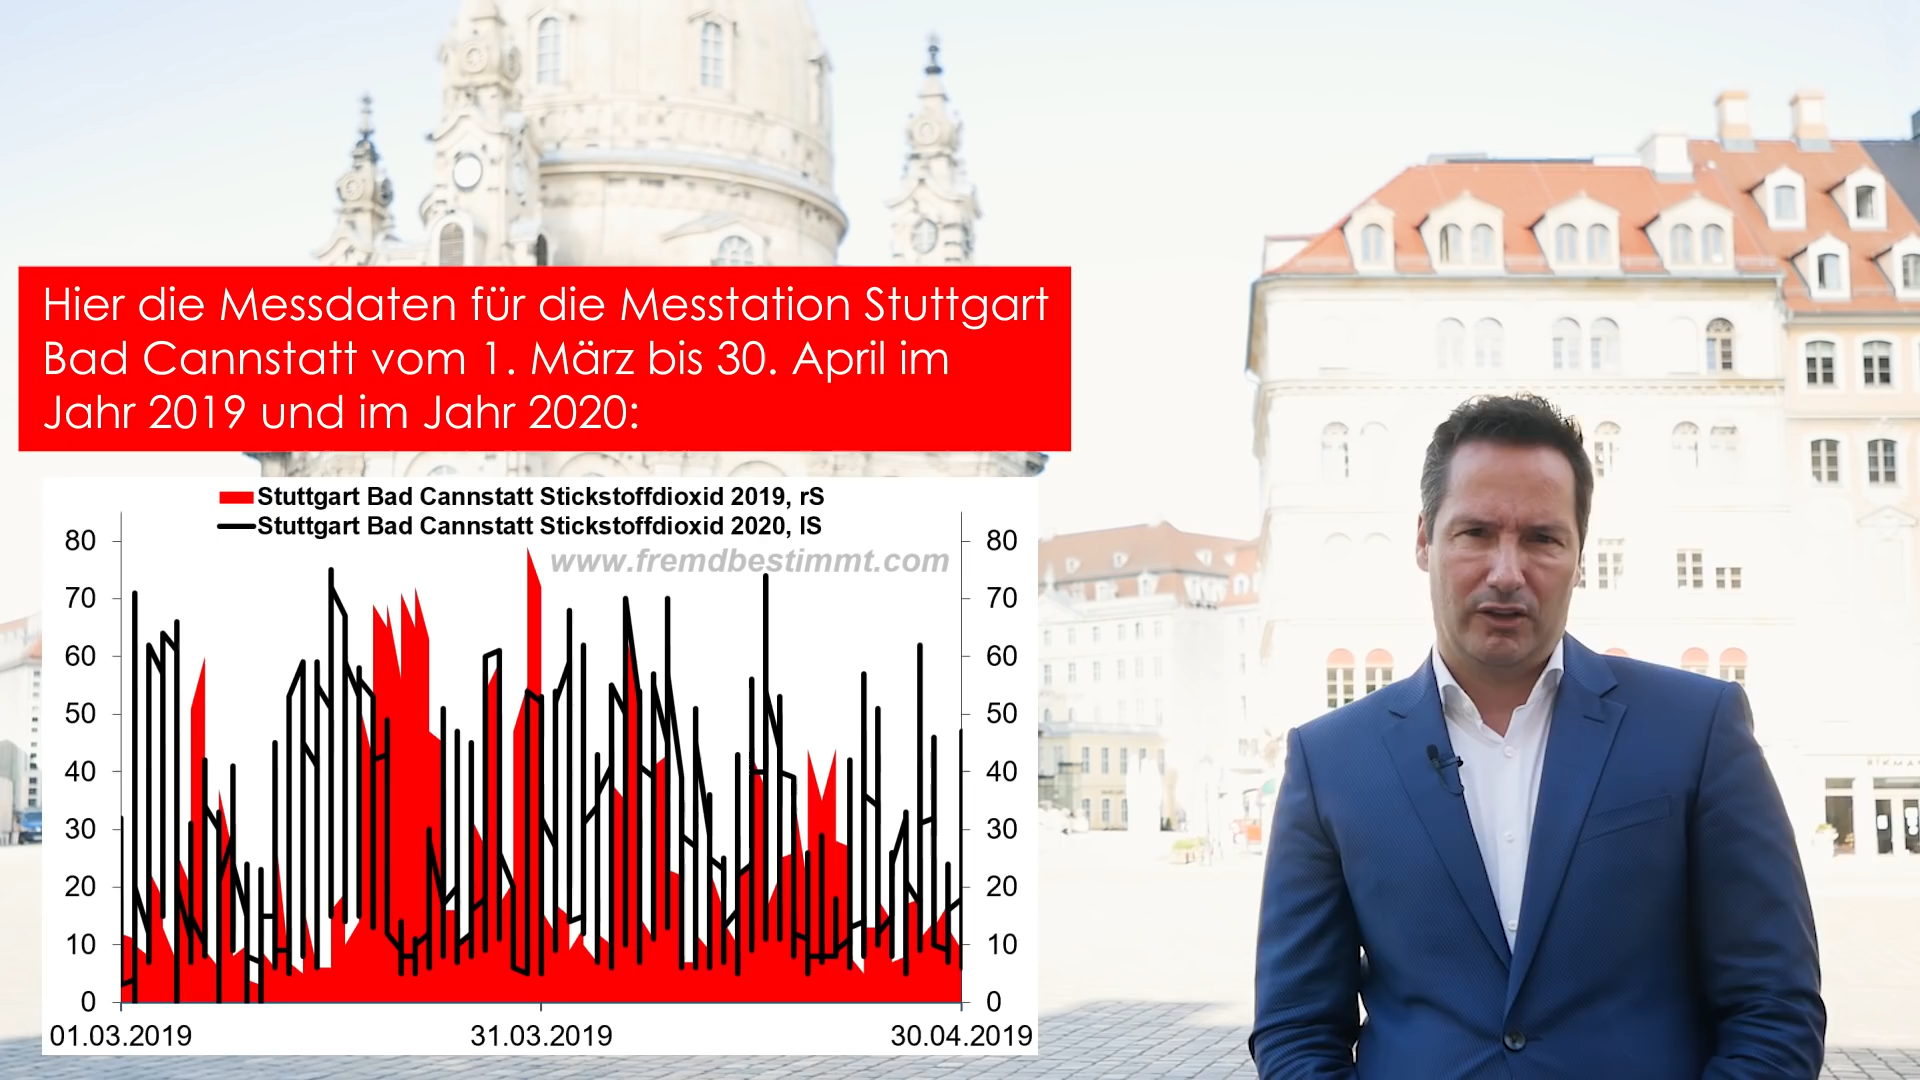 Hier die Messdaten für die Messtation Stuttgart
Bad Cannstatt vom 1. März bis 30. April im
Jahr 2019 und im Jahr 2020:
Stuttgart Bad Cannstatt Stickstoffdioxid 2019, rS
Stuttgart Bad Cannstatt Stickstoffdioxid 2020, lS
www.fremdbestimmt.com
80 80
70 70
60 60
50 50
40 40
30 30
20 20
10 10
0 0
01.03.2019 31.03.2019 30.04.2019